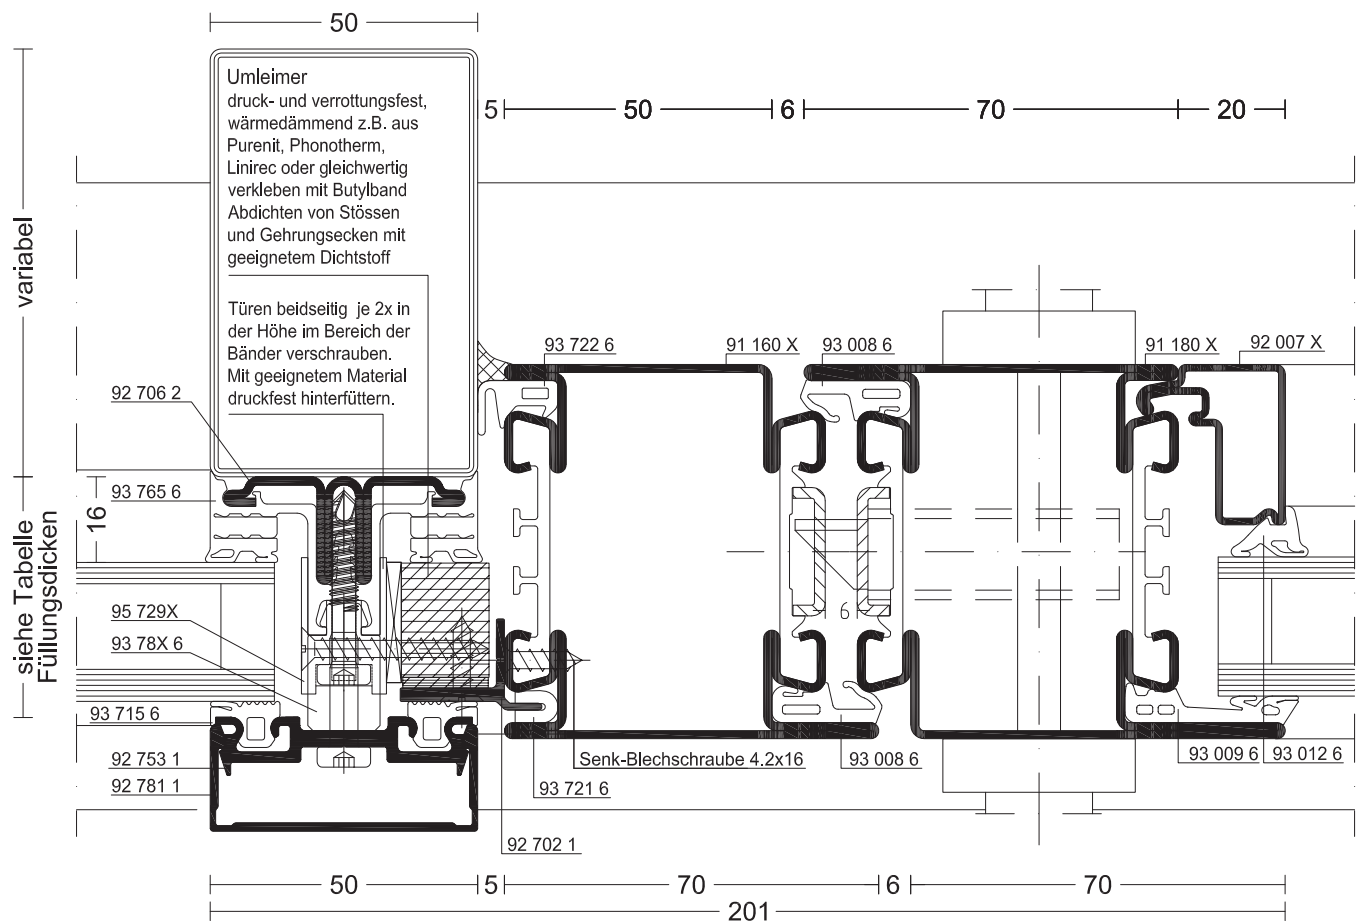 50
Umleimer
druck- und verrottungsfest,
wärmedämmend z.B. aus
Purenit, Phonotherm,
Linirec oder gleichwertig
verkleben mit Butylband
Abdichten von Stössen
und Gehrungsecken mit
geeignetem Dichtstoff
Türen beidseitig je 2x in
der Höhe im Bereich der
Bänder verschrauben.
Mit geeignetem Material
druckfest hinterfüttern.
5 50 6 70 20
variabel
93 722 6 91 160 X 93 008 6 91 180 X 92 007 X
92 706 2
93 765 6
16
siehe Tabelle
Füllungsdicken
95 729X
93 78X 6
6
93 715 6
92 753 1
92 781 1
Senk-Blechschraube 4.2x16
93 008 6
93 009 6
93 012 6
93 721 6
92 702 1
50 5 70 6 70
201